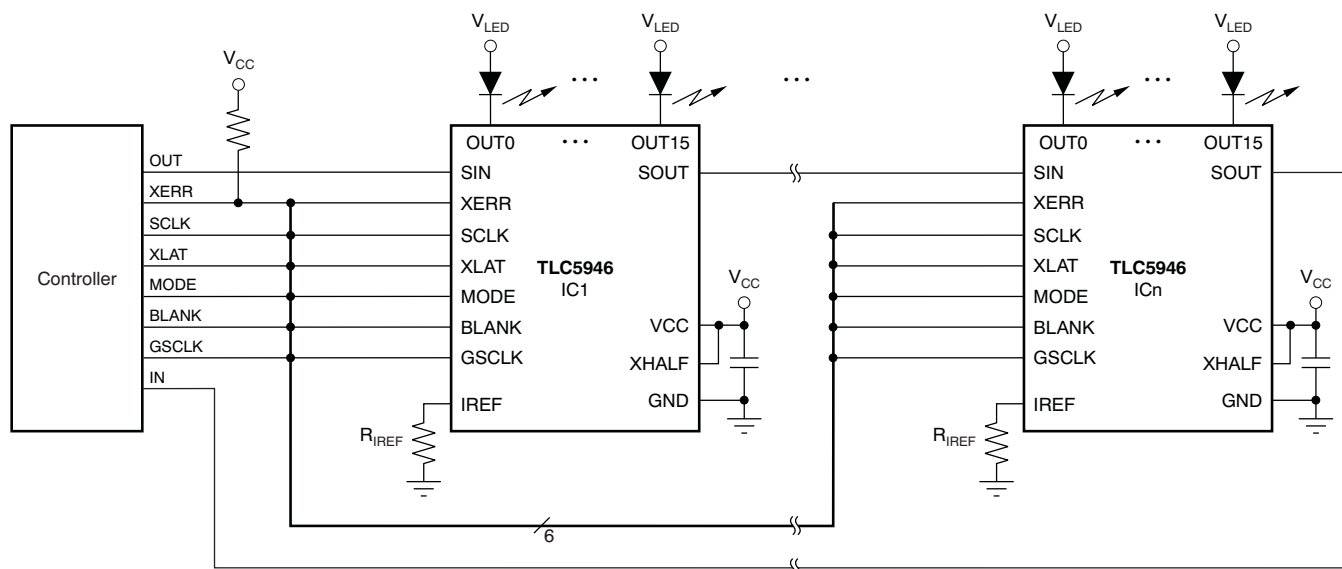 V_LED V_LED V_LED V_LED
V_CC
... ... ...
OUT0 ... OUT15 OUT0 ... OUT15
OUT SIN SOUT SIN SOUT
XERR XERR XERR
SCLK SCLK SCLK
XLAT XLAT XLAT
Controller TLC5946 TLC5946
IC1 ICn
MODE MODE V_CC MODE V_CC
BLANK BLANK VCC BLANK VCC
GSCLK GSCLK XHALF GSCLK XHALF
IN
IREF GND IREF GND
R_IREF R_IREF
6